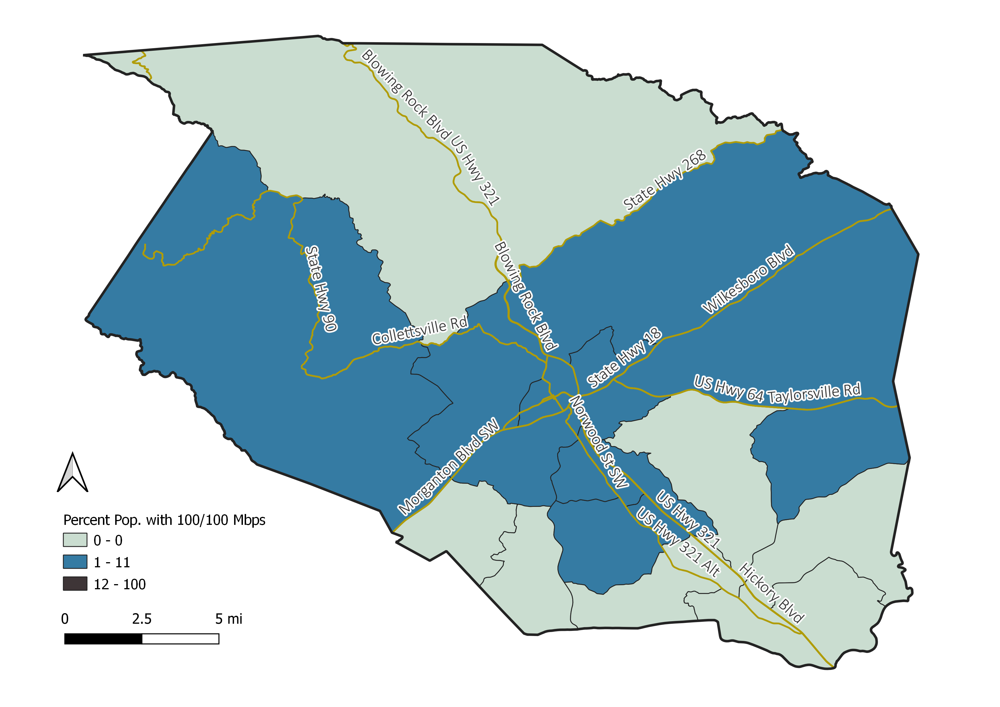 Blowing Rock Blvd US Hwy 321
State Hwy 268
Blowing Rock Blvd
Wilkesboro Blvd
State Hwy 90
Collettsville Rd
State Hwy 18
US Hwy 64 Taylorsville Rd
Norwood St SW
Morganton Blvd SW
US Hwy 321
US Hwy 321 Alt
Hickory Blvd
Percent Pop. with 100/100 Mbps
0 - 0
1 - 11
12 - 100
0 2.5 5 mi